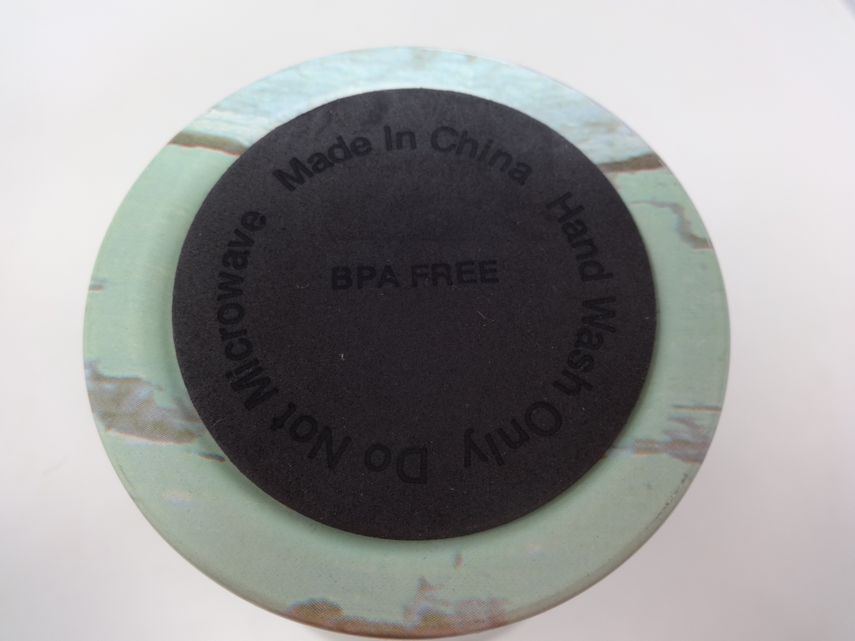 Made In China
Hand Wash Only
Do Not Microwave
BPA FREE